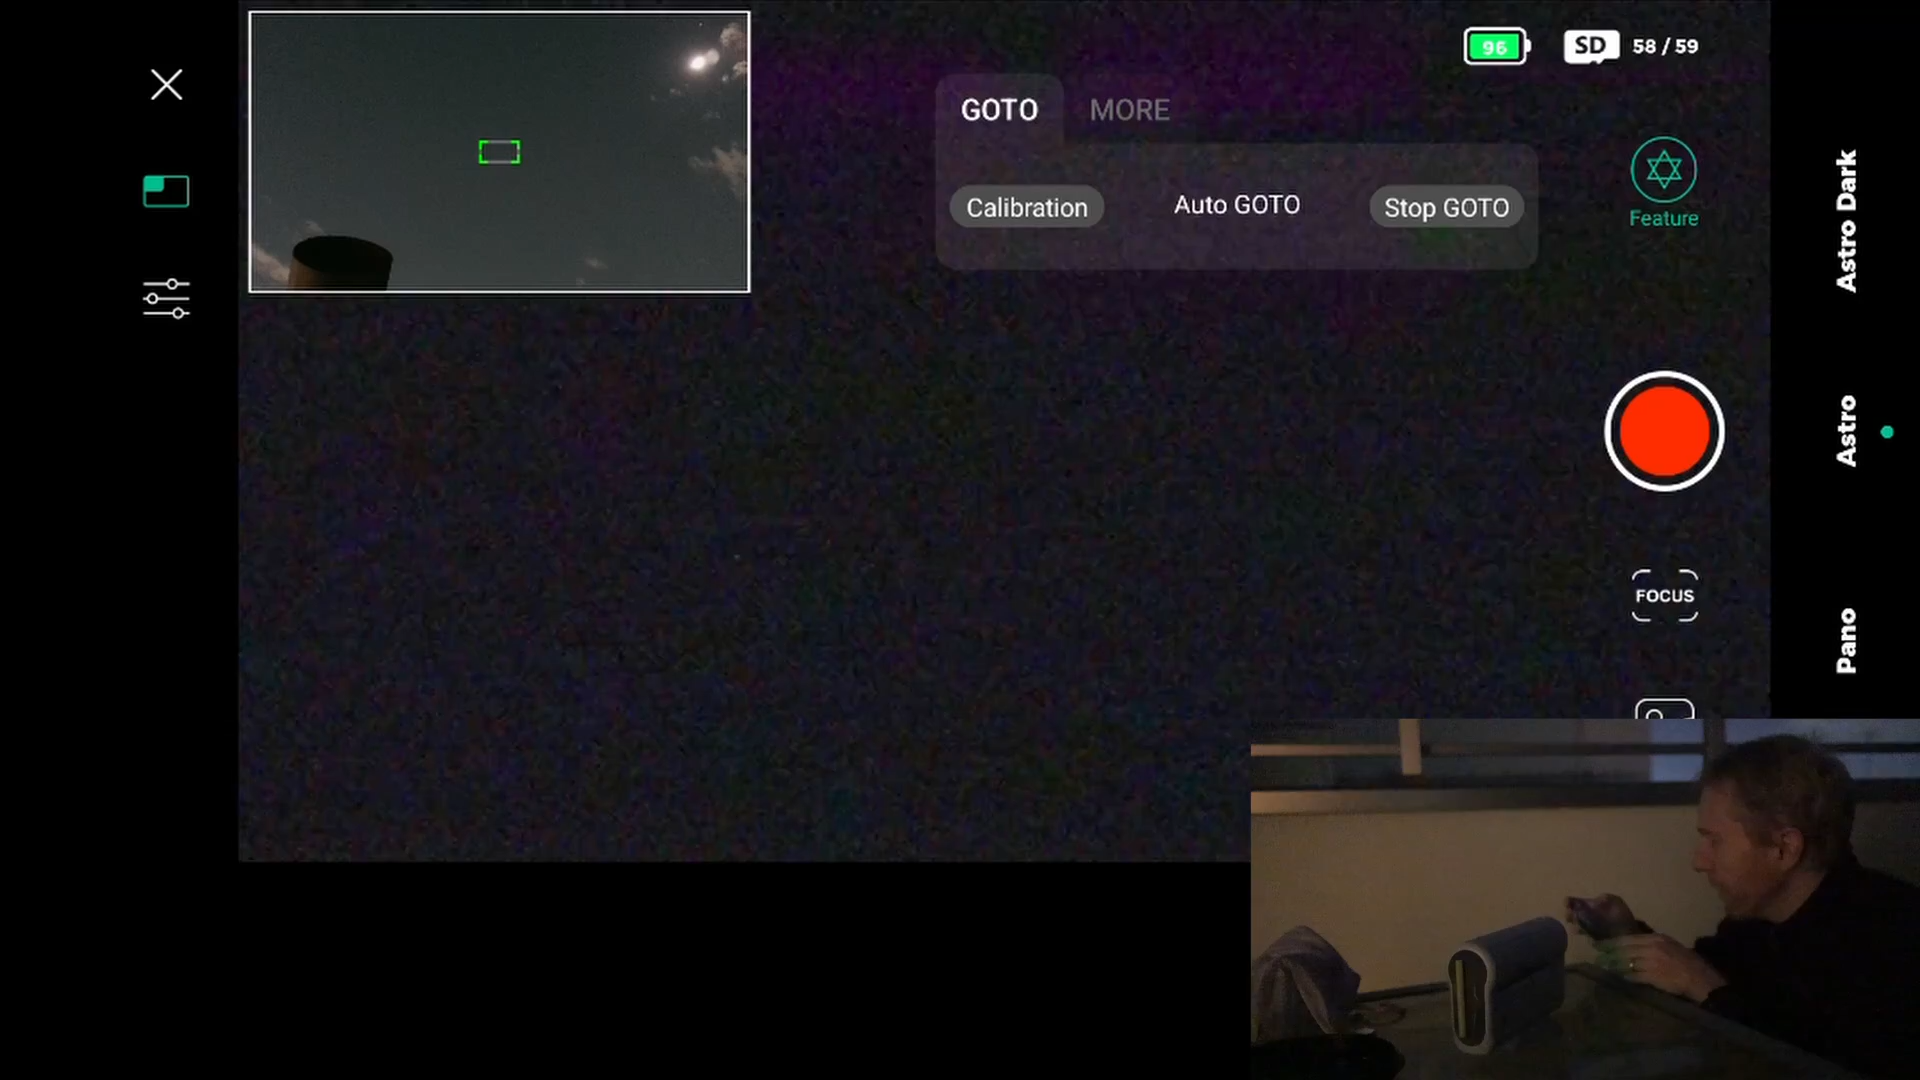 96
SD
58 / 59
GOTO
MORE
Calibration
Auto GOTO
Stop GOTO
Feature
FOCUS
Astro Dark
Astro
Pano